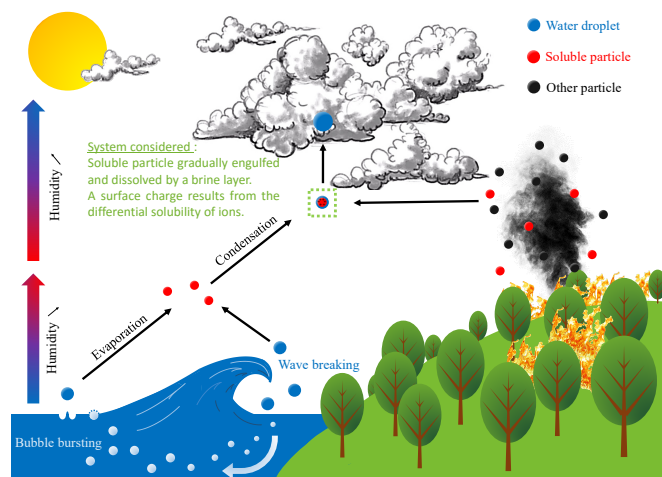 Water droplet
Soluble particle
Other particle
System considered :
Soluble particle gradually engulfed
and dissolved by a brine layer.
A surface charge results from the
differential solubility of ions.
Humidity
Condensation
Humidity
Evaporation
Wave breaking
Bubble bursting